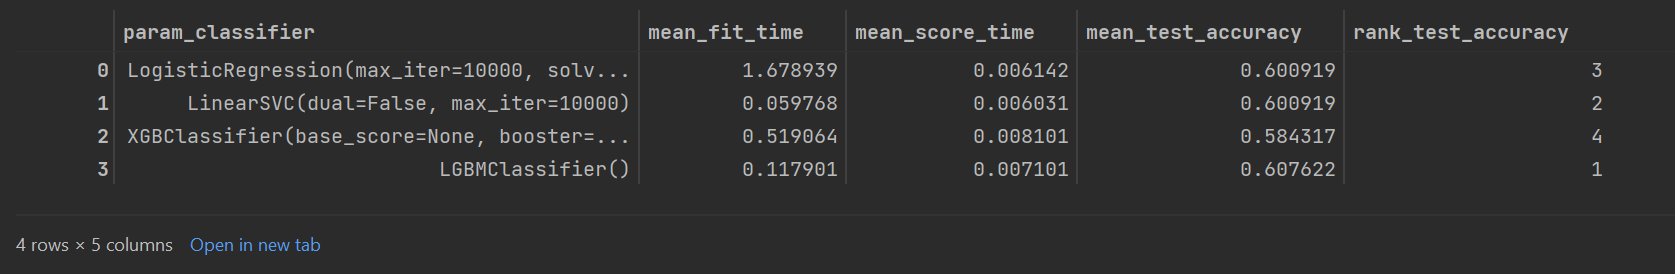 param_classifier mean_fit_time mean_score_time mean_test_accuracy rank_test_accuracy
0 LogisticRegression(max_iter=10000, solv... 1.678939 0.006142 0.600919 3
1 LinearSVC(dual=False, max_iter=10000) 0.059768 0.006031 0.600919 2
2 XGBClassifier(base_score=None, booster=... 0.519064 0.008101 0.584317 4
3 LGBMClassifier() 0.117901 0.007101 0.607622 1
4 rows × 5 columns Open in new tab